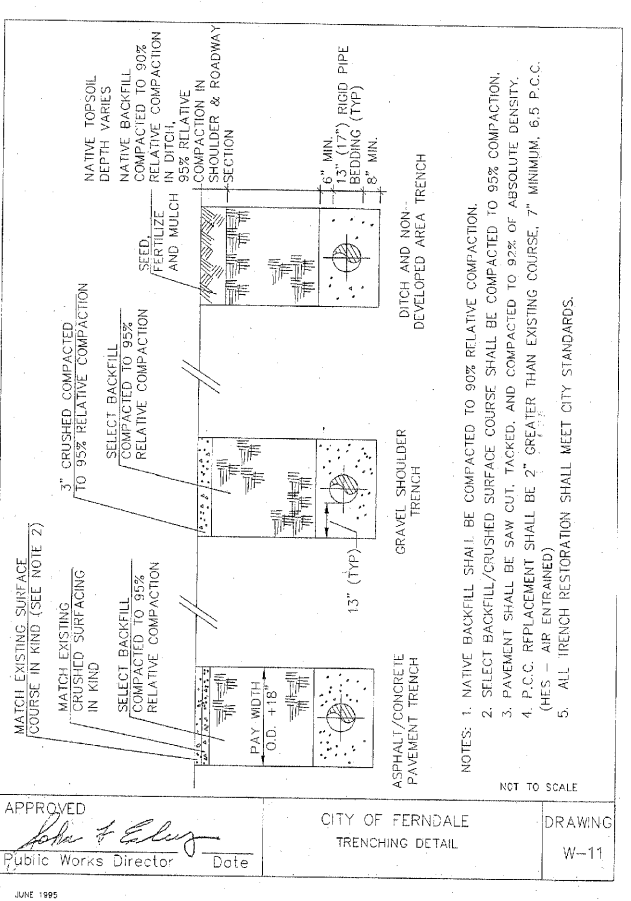 MATCH EXISTING SURFACE
COURSE IN KIND (SEE NOTE 2)
MATCH EXISTING
CRUSHED SURFACING
IN KIND
SELECT BACKFILL
COMPACTED TO 95%
RELATIVE COMPACTION
PAY WIDTH
O.D. +18"
ASPHALT/CONCRETE
PAVEMENT TRENCH
3" CRUSHED COMPACTED
TO 95% RELATIVE COMPACTION
SELECT BACKFILL
COMPACTED TO 95%
RELATIVE COMPACTION
13" (TYP)
GRAVEL SHOULDER
TRENCH
NATIVE TOPSOIL
DEPTH VARIES
NATIVE BACKFILL
COMPACTED TO 90%
RELATIVE COMPACTION
IN DITCH,
95% RELATIVE
COMPACTION IN
SHOULDER & ROADWAY
SECTION
SEED,
FERTILIZE
AND MULCH
6" MIN.
13" (17") RIGID PIPE
BEDDING (TYP)
8" MIN.
DITCH AND NON-
DEVELOPED AREA TRENCH
NOTES: 1. NATIVE BACKFILL SHALL BE COMPACTED TO 90% RELATIVE COMPACTION.
2. SELECT BACKFILL/CRUSHED SURFACE COURSE SHALL BE COMPACTED TO 95% COMPACTION.
3. PAVEMENT SHALL BE SAW CUT, TACKED, AND COMPACTED TO 92% OF ABSOLUTE DENSITY.
4. P.C.C. REPLACEMENT SHALL BE 2" GREATER THAN EXISTING COURSE, 7" MINIMUM, 6.5 P.C.C.
(HES - AIR ENTRAINED)
5. ALL TRENCH RESTORATION SHALL MEET CITY STANDARDS.
NOT TO SCALE
APPROVED
Public Works Director Date
CITY OF FERNDALE
TRENCHING DETAIL
DRAWING
W-11
JUNE 1995